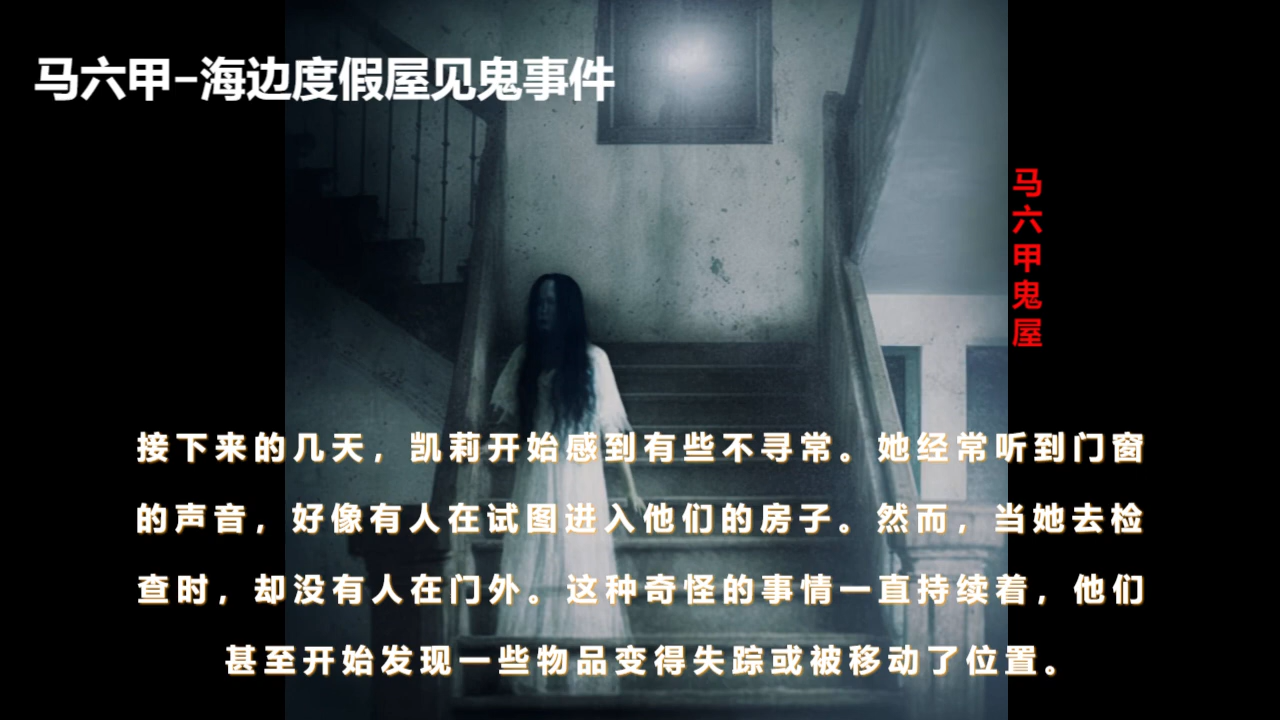 马六甲-海边度假屋见鬼事件
马六甲鬼屋
接下来的几天，凯莉开始感到有些不寻常。她经常听到门窗
的声音，好像有人在试图进入他们的房子。然而，当她去检
查时，却没有人在门外。这种奇怪的事情一直持续着，他们
甚至开始发现一些物品变得失踪或被移动了位置。